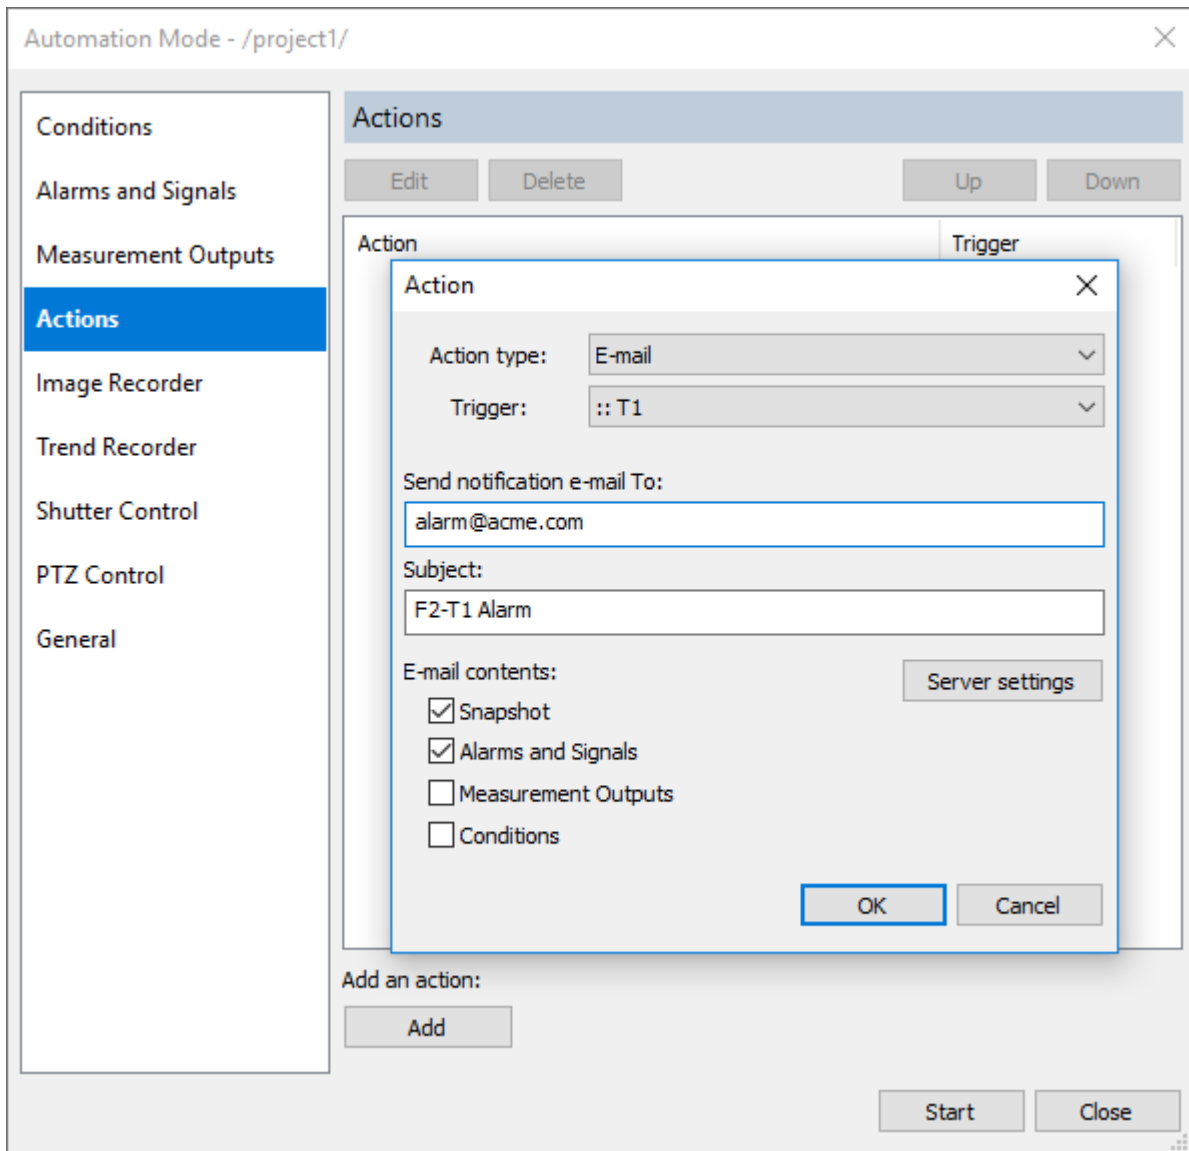 Automation Mode - /project1/
Conditions
Alarms and Signals
Measurement Outputs
Actions
Image Recorder
Trend Recorder
Shutter Control
PTZ Control
General
Actions
Edit Delete Up Down
Action Trigger
Action
Action type: E-mail
Trigger: :: T1
Send notification e-mail To:
alarm@acme.com
Subject:
F2-T1 Alarm
E-mail contents:
Server settings
Snapshot
Alarms and Signals
Measurement Outputs
Conditions
OK Cancel
Add an action:
Add
Start Close